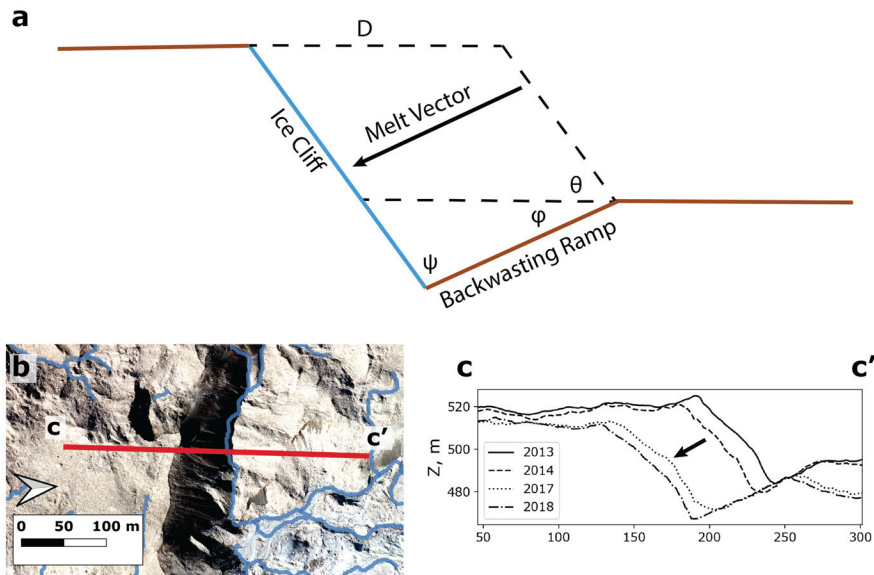 a
D
Ice Cliff
Melt Vector
θ
φ
Backwasting Ramp
ψ
b
c
c'
0 50 100 m
c
c'
Z, m
520
500
480
2013
2014
2017
2018
50 100 150 200 250 300